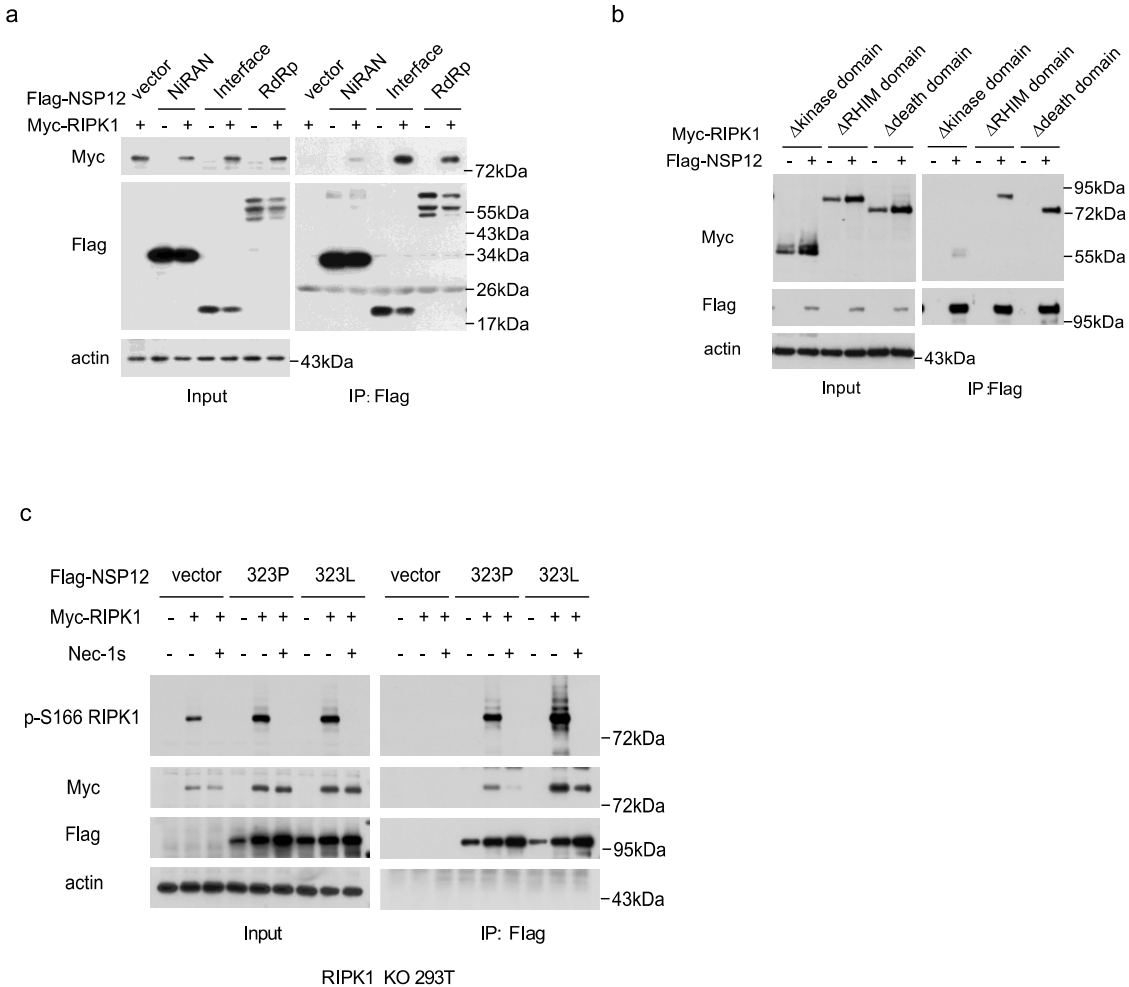 a
Flag-NSP12 vector NiRAN Interface RdRp vector NiRAN Interface RdRp
Myc-RIPK1 + - + - + - + + - + - + - +
Myc
72kDa
Flag
55kDa
43kDa
34kDa
26kDa
17kDa
actin
43kDa
Input IP: Flag
b
Myc-RIPK1 Δkinase domain ΔRHIM domain Δdeath domain Δkinase domain ΔRHIM domain Δdeath domain
Flag-NSP12 - + - + - + - + - + - +
Myc
95kDa
72kDa
55kDa
Flag
95kDa
actin
43kDa
Input IP:Flag
c
Flag-NSP12 vector 323P 323L vector 323P 323L
Myc-RIPK1 - + + - + + - + + - + + - + + - + +
Nec-1s - - + - - + - - + - - + - - + - - +
p-S166 RIPK1
72kDa
Myc
72kDa
Flag
95kDa
actin
43kDa
Input IP: Flag
RIPK1 KO 293T